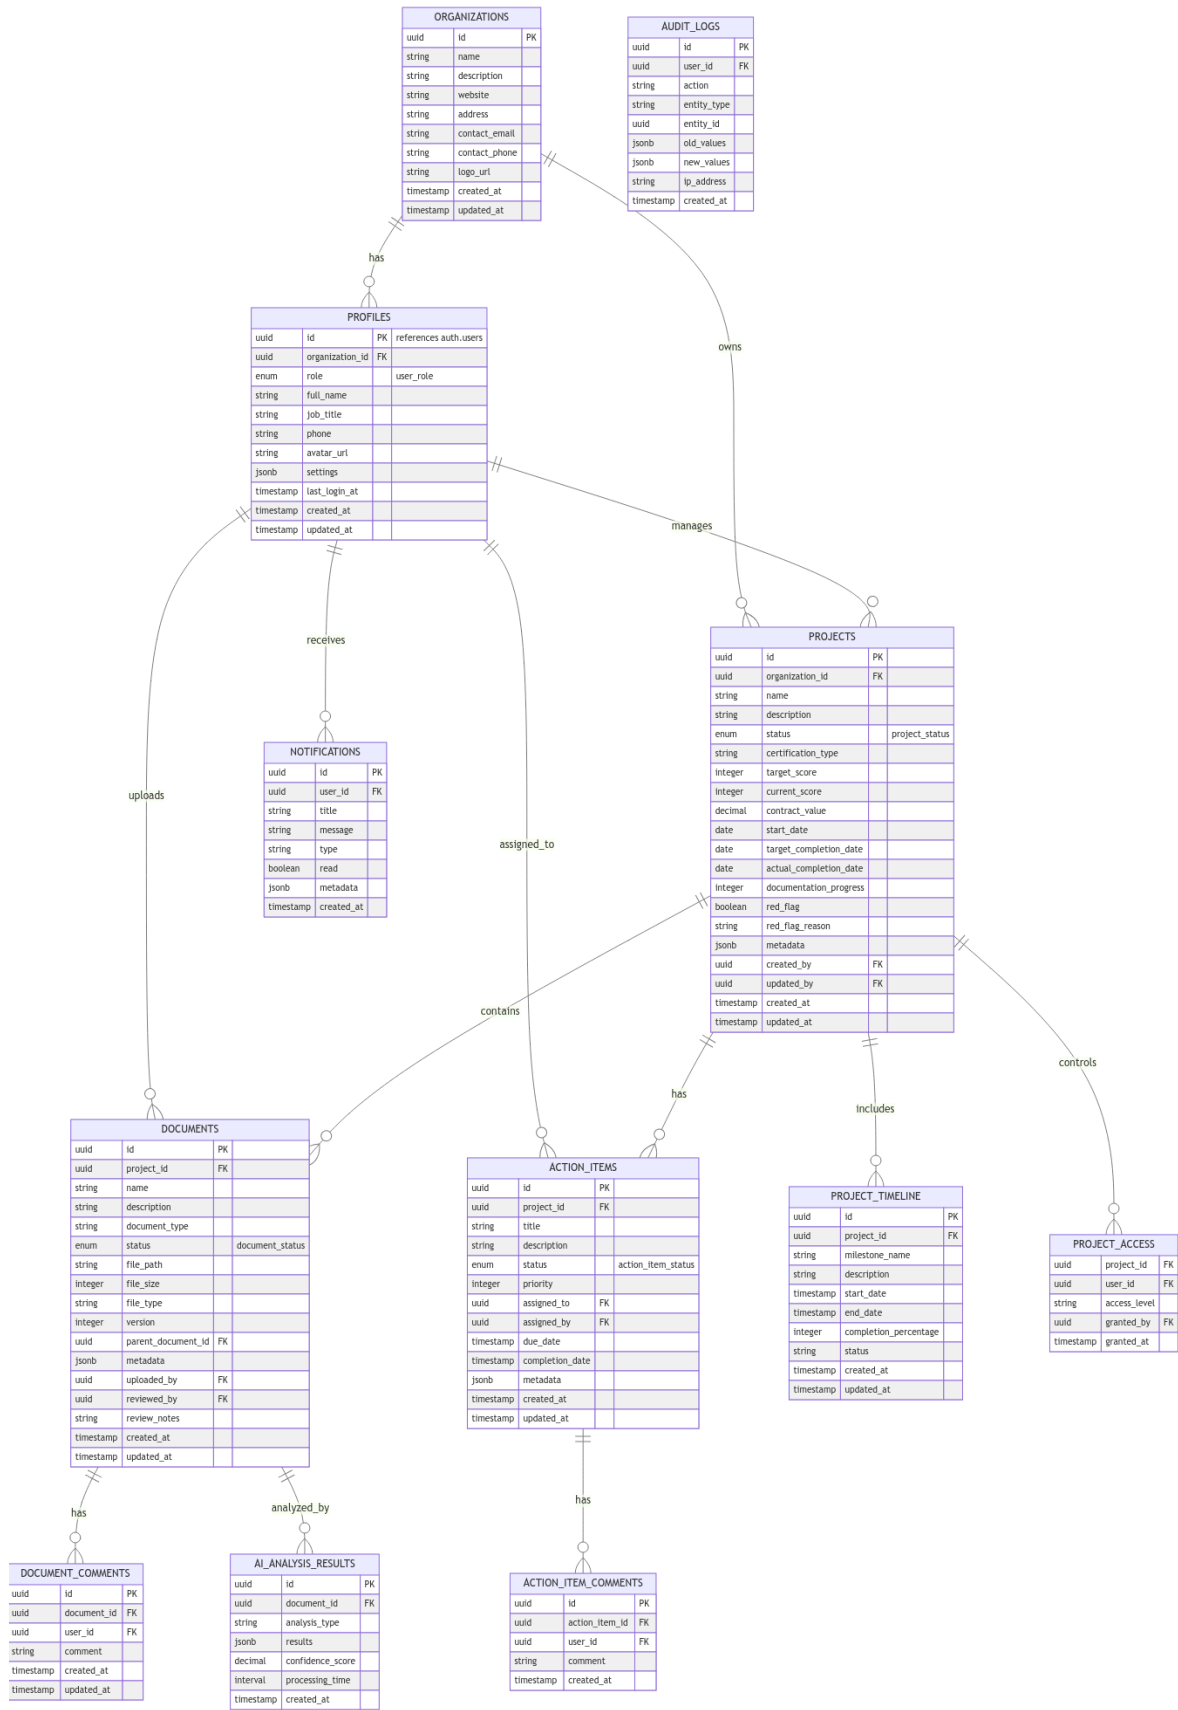 ORGANIZATIONS
uuid id PK
string name
string description
string website
string address
string contact_email
string contact_phone
string logo_url
timestamp created_at
timestamp updated_at
AUDIT_LOGS
uuid id PK
uuid user_id FK
string action
string entity_type
uuid entity_id
jsonb old_values
jsonb new_values
string ip_address
timestamp created_at
has
owns
PROFILES
uuid id PK references auth.users
uuid organization_id FK
enum role user_role
string full_name
string job_title
string phone
string avatar_url
jsonb settings
timestamp last_login_at
timestamp created_at
timestamp updated_at
manages
receives
uploads
assigned_to
PROJECTS
uuid id PK
uuid organization_id FK
string name
string description
enum status project_status
string certification_type
integer target_score
integer current_score
decimal contract_value
date start_date
date target_completion_date
date actual_completion_date
integer documentation_progress
boolean red_flag
string red_flag_reason
jsonb metadata
uuid created_by FK
uuid updated_by FK
timestamp created_at
timestamp updated_at
NOTIFICATIONS
uuid id PK
uuid user_id FK
string title
string message
string type
boolean read
jsonb metadata
timestamp created_at
contains
has
includes
controls
DOCUMENTS
uuid id PK
uuid project_id FK
string name
string description
string document_type
enum status document_status
string file_path
integer file_size
string file_type
integer version
uuid parent_document_id FK
jsonb metadata
uuid uploaded_by FK
uuid reviewed_by FK
string review_notes
timestamp created_at
timestamp updated_at
ACTION_ITEMS
uuid id PK
uuid project_id FK
string title
string description
enum status action_item_status
integer priority
uuid assigned_to FK
uuid assigned_by FK
timestamp due_date
timestamp completion_date
jsonb metadata
timestamp created_at
timestamp updated_at
PROJECT_TIMELINE
uuid id PK
uuid project_id FK
string milestone_name
string description
timestamp start_date
timestamp end_date
integer completion_percentage
string status
timestamp created_at
timestamp updated_at
PROJECT_ACCESS
uuid project_id FK
uuid user_id FK
string access_level
uuid granted_by FK
timestamp granted_at
has
analyzed_by
has
DOCUMENT_COMMENTS
uuid id PK
uuid document_id FK
uuid user_id FK
string comment
timestamp created_at
timestamp updated_at
AI_ANALYSIS_RESULTS
uuid id PK
uuid document_id FK
string analysis_type
jsonb results
decimal confidence_score
interval processing_time
timestamp created_at
ACTION_ITEM_COMMENTS
uuid id PK
uuid action_item_id FK
uuid user_id FK
string comment
timestamp created_at